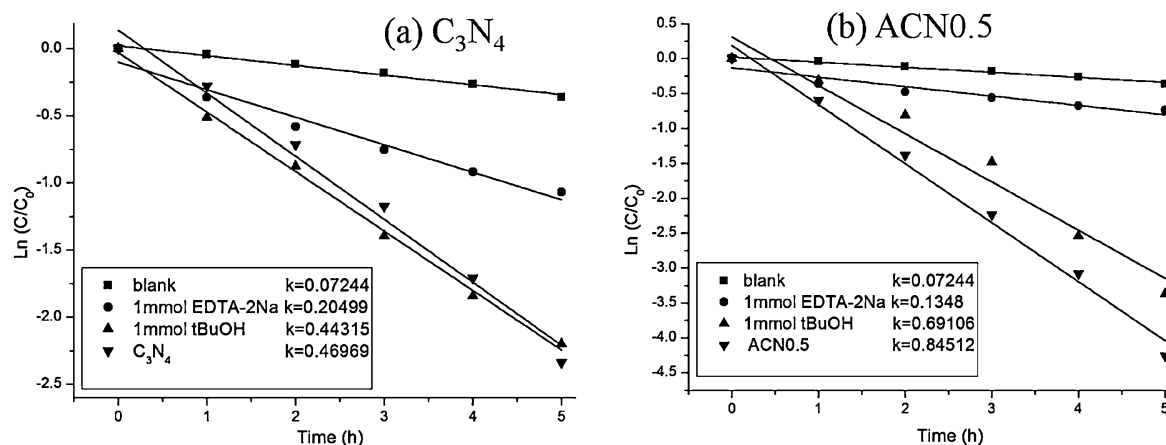 (a) C₃N₄
0.0
-0.5
-1.0
-1.5
-2.0
-2.5
Ln (C/C₀)
blank k=0.07244
1mmol EDTA-2Na k=0.20499
1mmol tBuOH k=0.44315
C₃N₄ k=0.46969
0 1 2 3 4 5
Time (h)
(b) ACN0.5
0.5
0.0
-0.5
-1.0
-1.5
-2.0
-2.5
-3.0
-3.5
-4.0
-4.5
Ln (C/C₀)
blank k=0.07244
1mmol EDTA-2Na k=0.1348
1mmol tBuOH k=0.69106
ACN0.5 k=0.84512
0 1 2 3 4 5
Time (h)